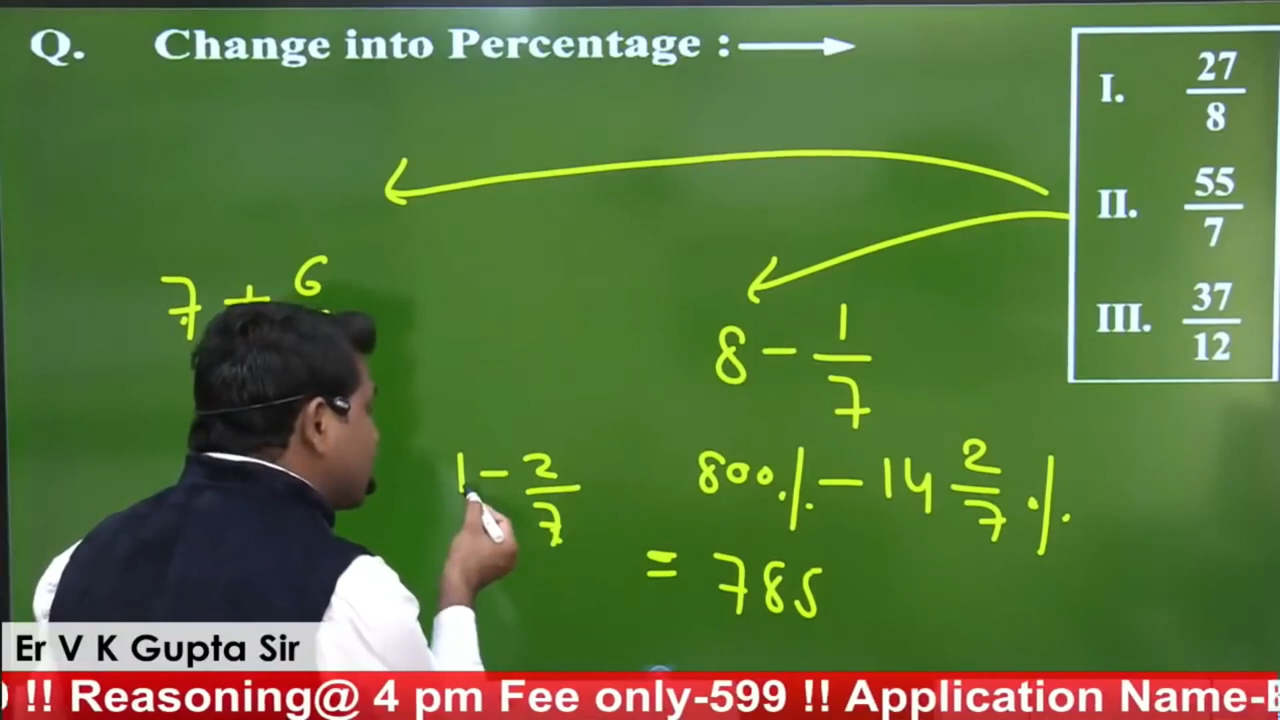 Q. Change into Percentage :
I. 27/8
II. 55/7
III. 37/12
7 + 6
8 - 1/7
1 - 2/7
800% - 14 2/7 %
= 785
Er V K Gupta Sir
!! Reasoning@ 4 pm Fee only-599 !! Application Name-